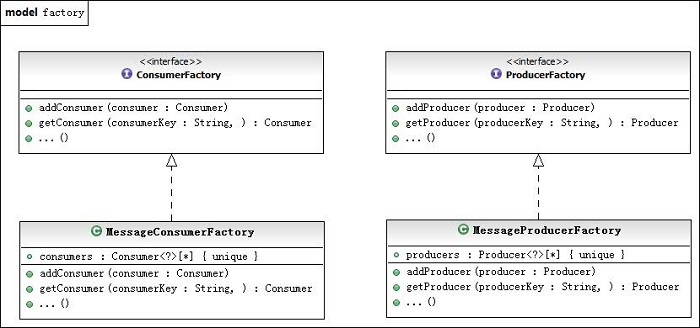 model factory
<<interface>>
ConsumerFactory
addConsumer(consumer : Consumer)
getConsumer(consumerKey : String, ) : Consumer
...()
<<interface>>
ProducerFactory
addProducer(producer : Producer)
getProducer(producerKey : String, ) : Producer
...()
MessageConsumerFactory
consumers : Consumer<?>[*] { unique }
addConsumer(consumer : Consumer)
getConsumer(consumerKey : String, ) : Consumer
...()
MessageProducerFactory
producers : Producer<?>[*] { unique }
addProducer(producer : Producer)
getProducer(producerKey : String, ) : Producer
...()